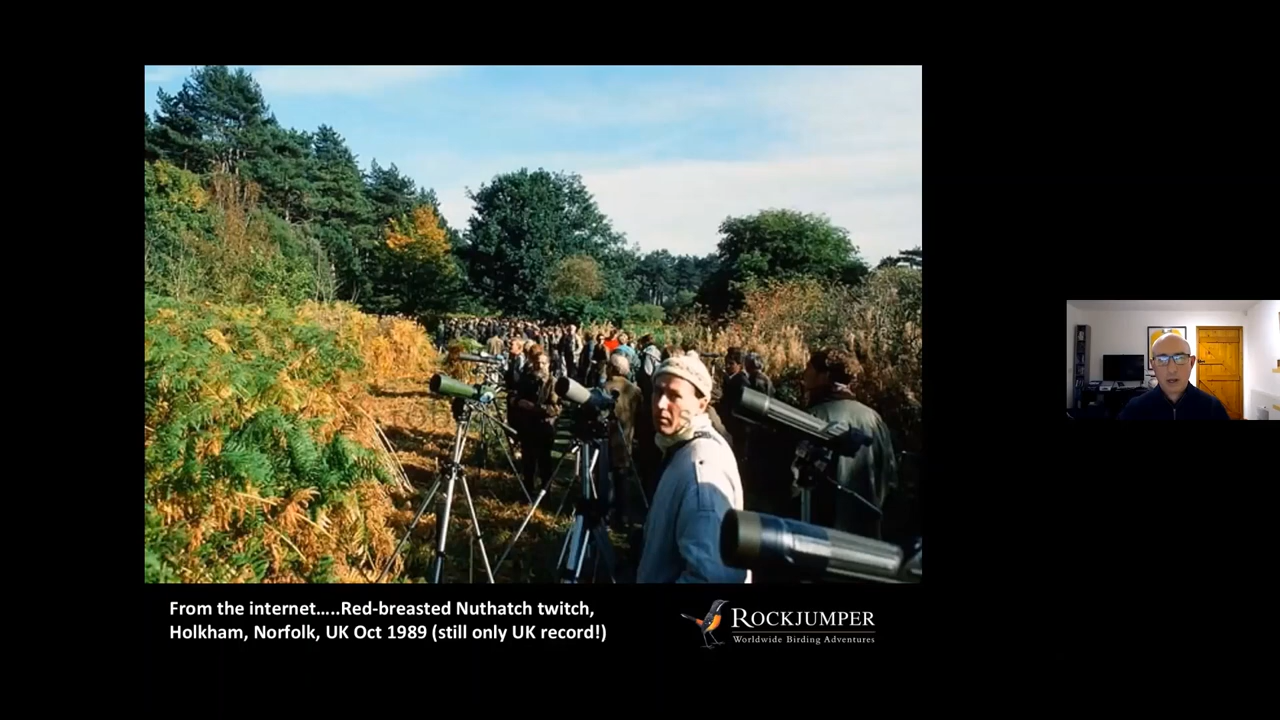 From the internet…..Red-breasted Nuthatch twitch,
Holkham, Norfolk, UK Oct 1989 (still only UK record!)
ROCKJUMPER
Worldwide Birding Adventures